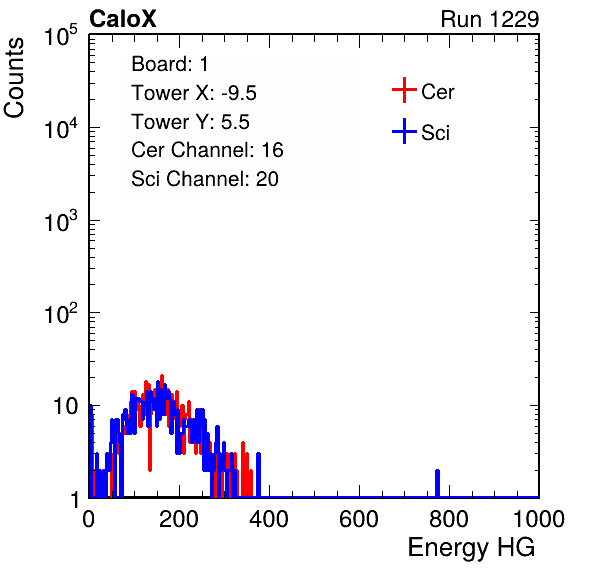 CaloX Run 1229
Counts
10^5
10^4
10^3
10^2
10
1
Board: 1
Tower X: -9.5
Tower Y: 5.5
Cer Channel: 16
Sci Channel: 20
Cer
Sci
0 200 400 600 800 1000
Energy HG